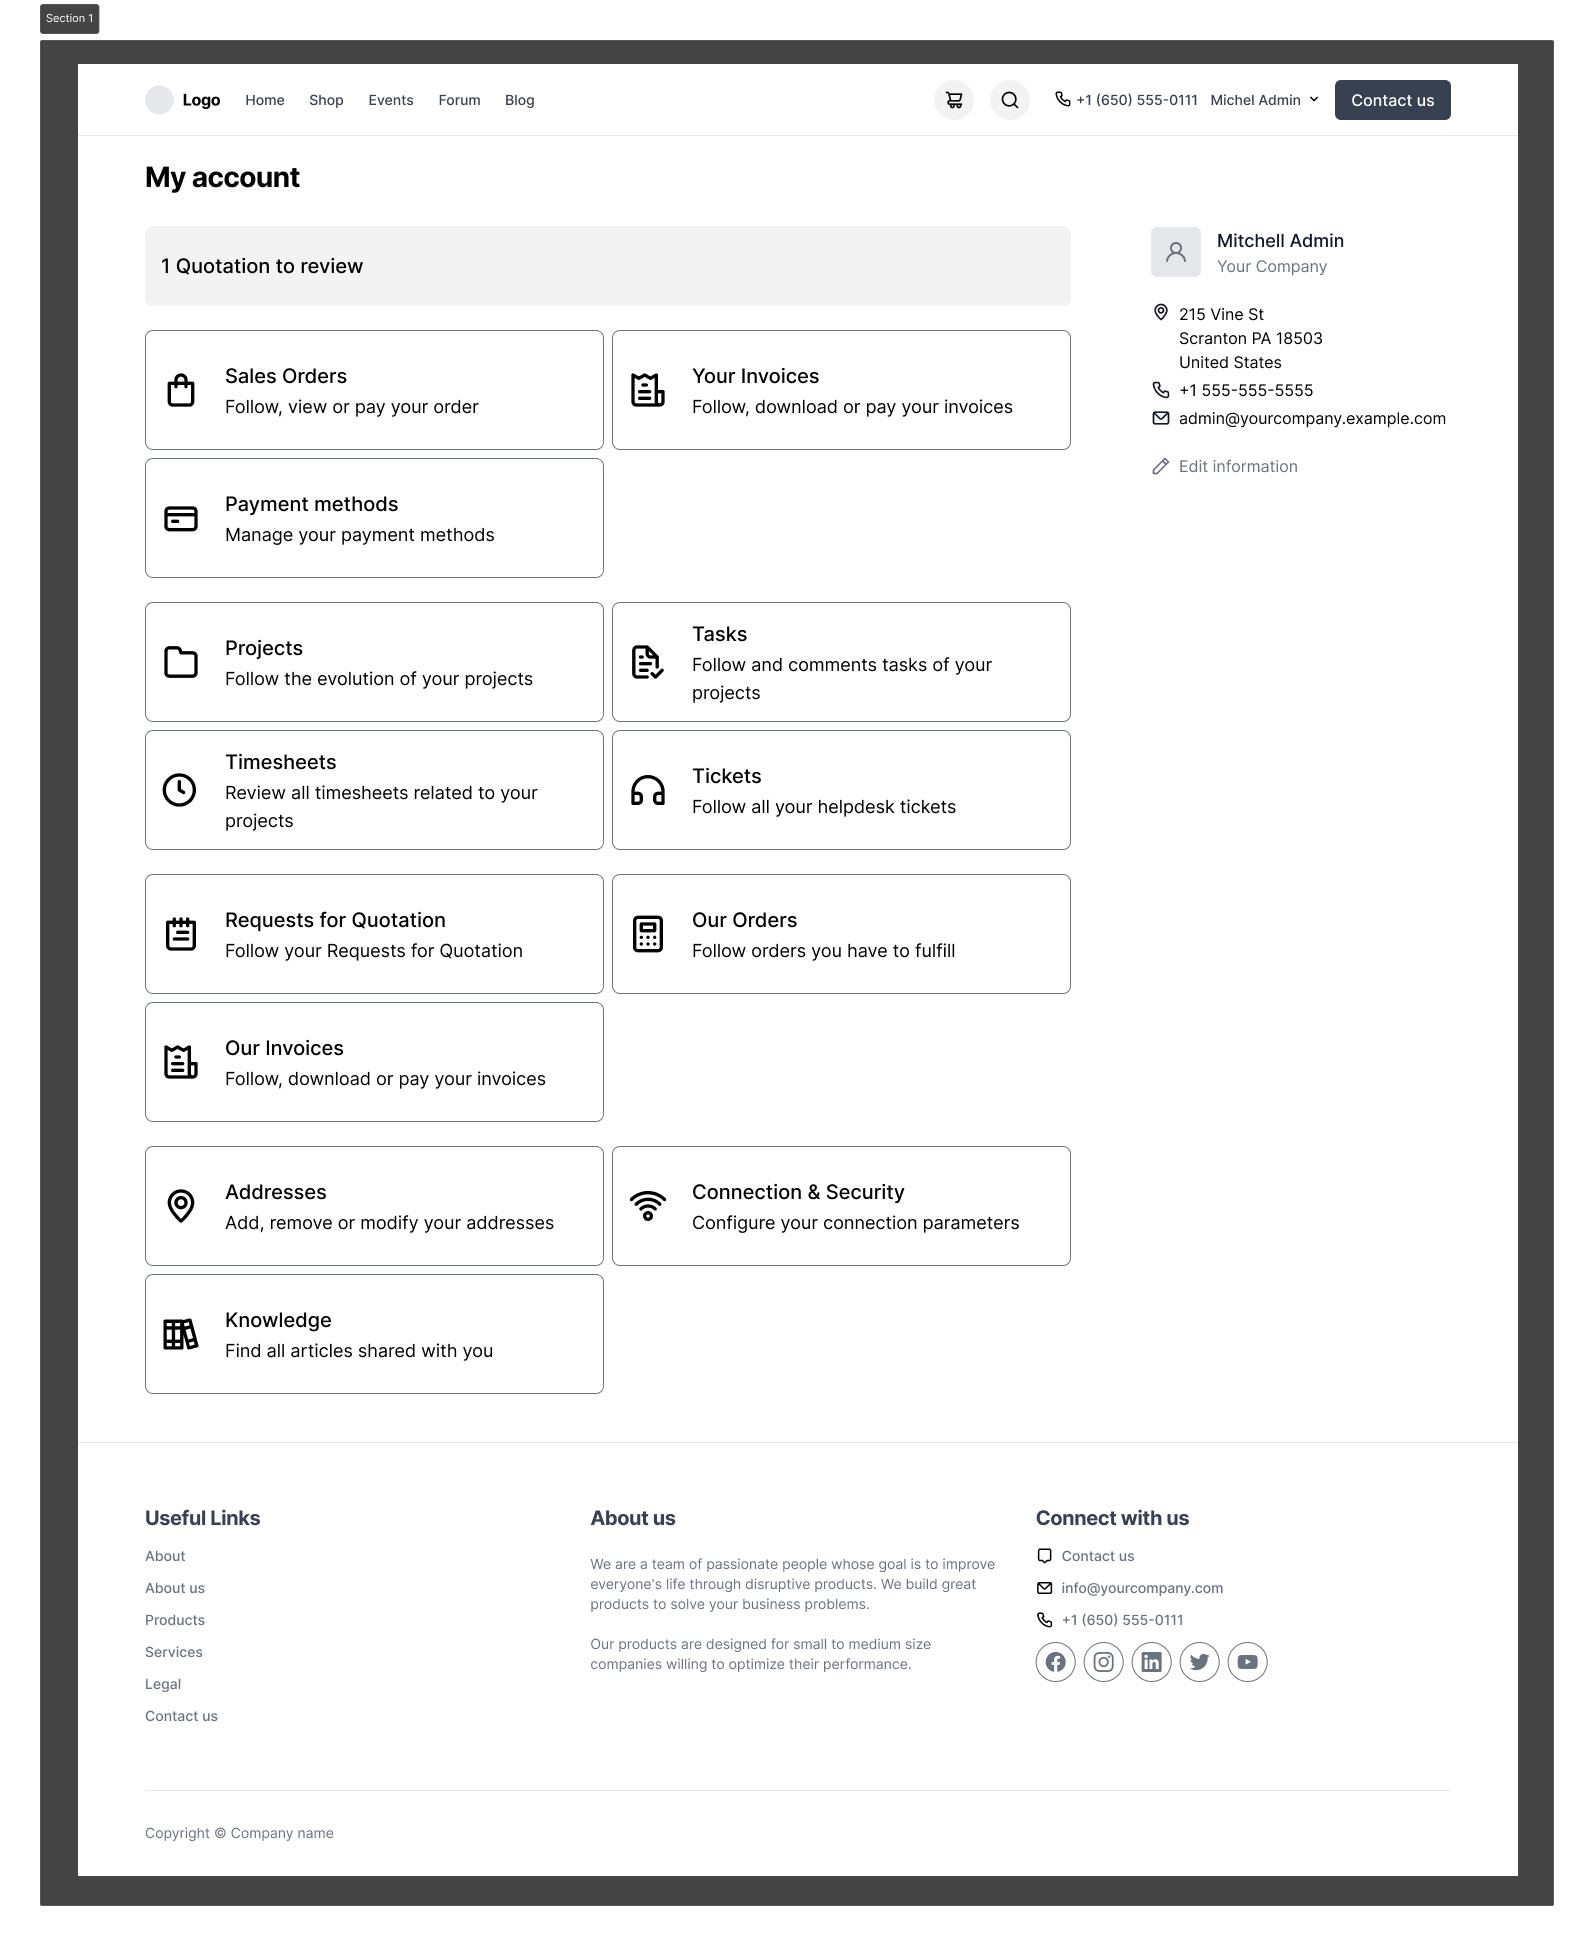 Section 1
Logo
Home
Shop
Events
Forum
Blog
+1 (650) 555-0111
Michel Admin
Contact us
My account
1 Quotation to review
Sales Orders
Follow, view or pay your order
Your Invoices
Follow, download or pay your invoices
Payment methods
Manage your payment methods
Projects
Follow the evolution of your projects
Tasks
Follow and comments tasks of your
projects
Timesheets
Review all timesheets related to your
projects
Tickets
Follow all your helpdesk tickets
Requests for Quotation
Follow your Requests for Quotation
Our Orders
Follow orders you have to fulfill
Our Invoices
Follow, download or pay your invoices
Addresses
Add, remove or modify your addresses
Connection & Security
Configure your connection parameters
Knowledge
Find all articles shared with you
Mitchell Admin
Your Company
215 Vine St
Scranton PA 18503
United States
+1 555-555-5555
admin@yourcompany.example.com
Edit information
Useful Links
About
About us
Products
Services
Legal
Contact us
About us
We are a team of passionate people whose goal is to improve
everyone's life through disruptive products. We build great
products to solve your business problems.
Our products are designed for small to medium size
companies willing to optimize their performance.
Connect with us
Contact us
info@yourcompany.com
+1 (650) 555-0111
Copyright © Company name